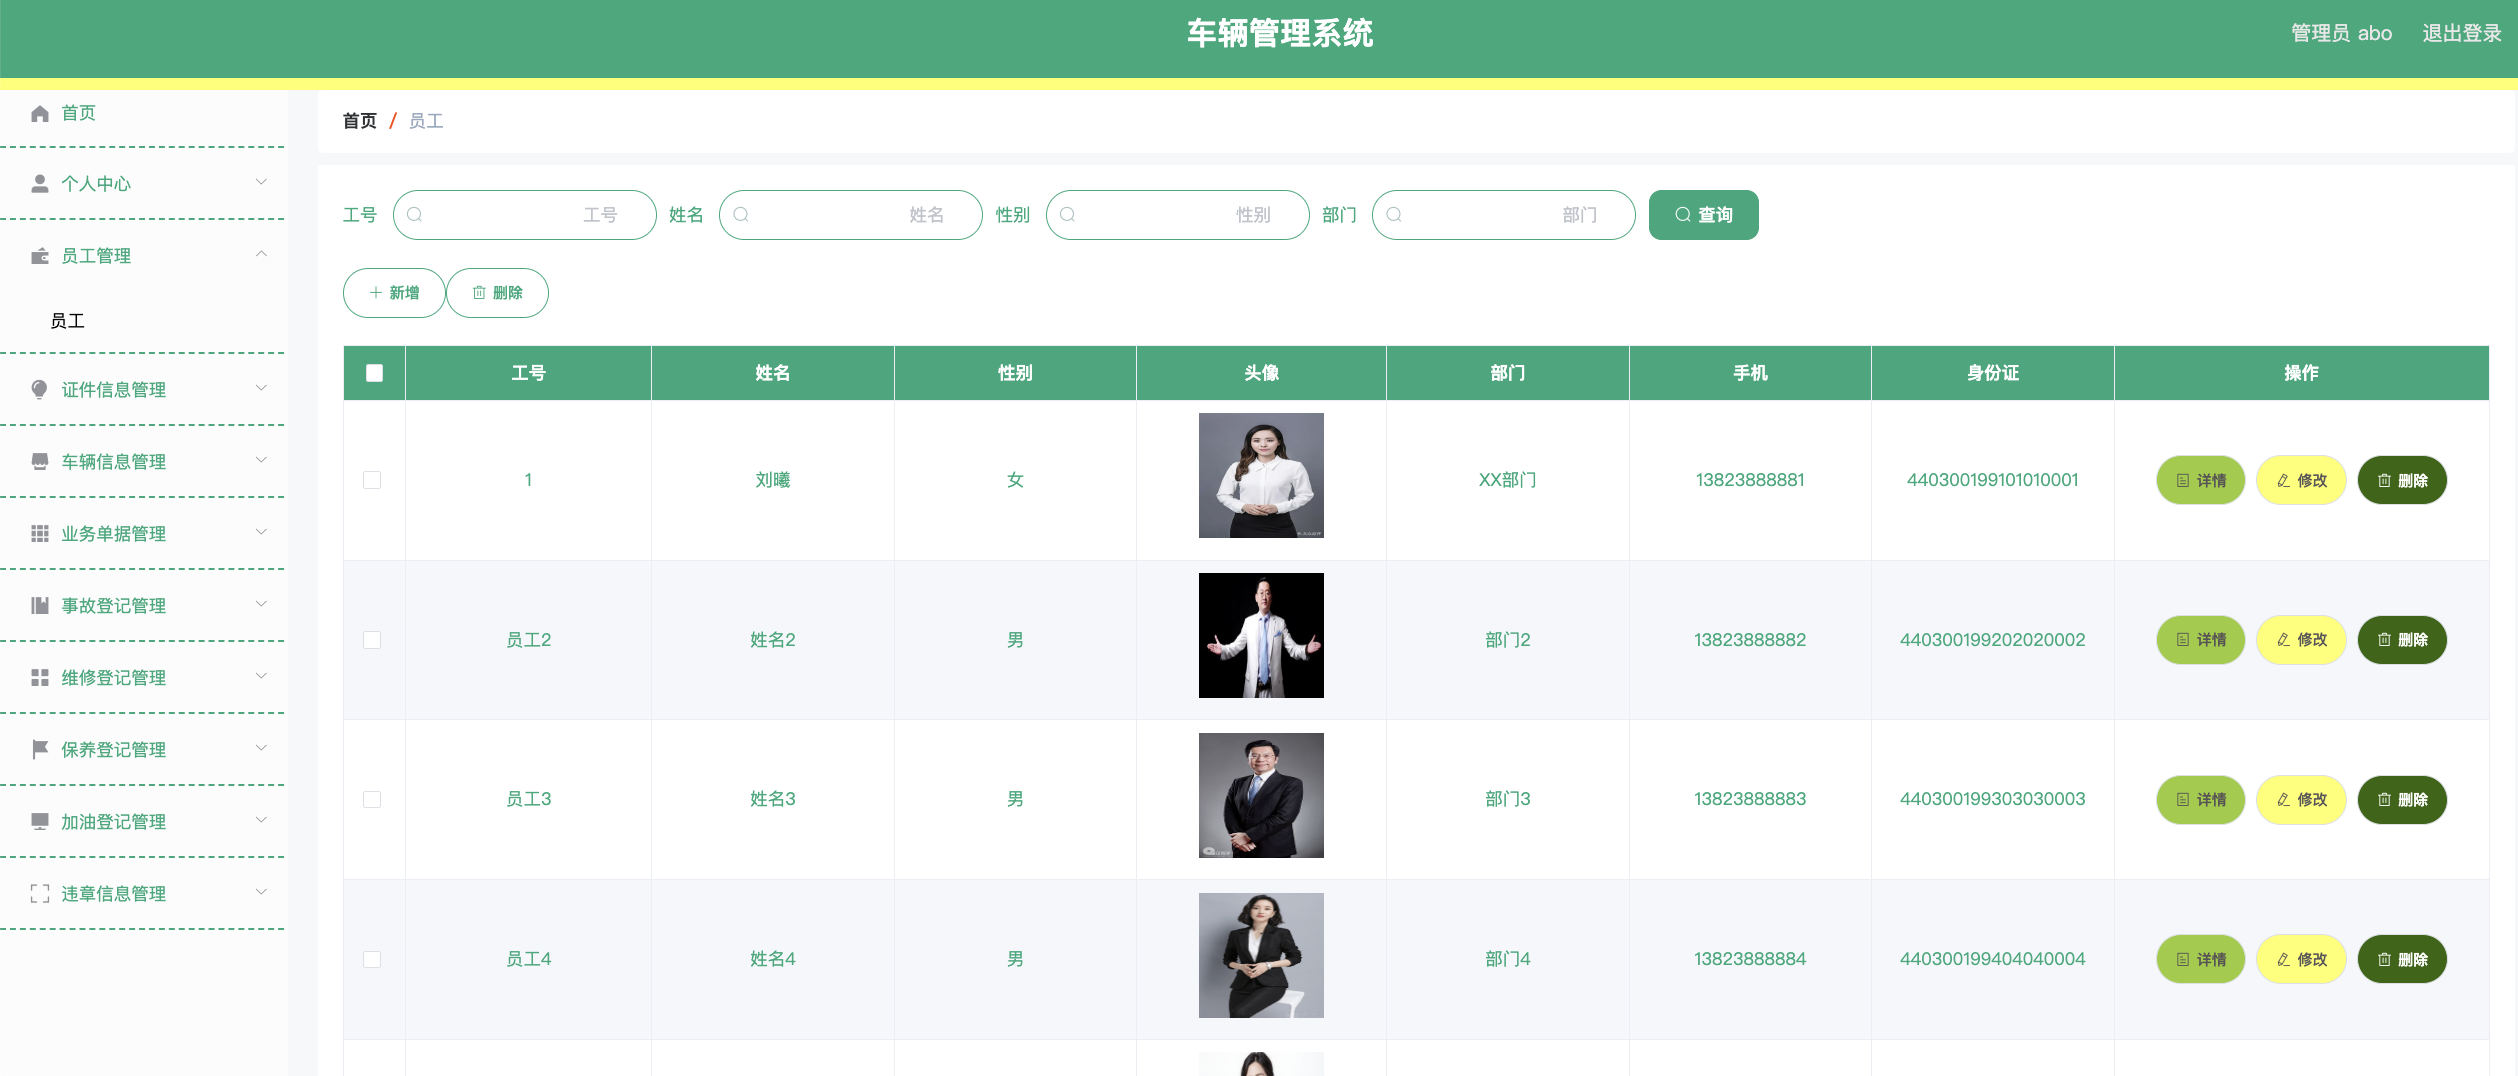 车辆管理系统
管理员 abo 退出登录
首页
个人中心
员工管理
员工
证件信息管理
车辆信息管理
业务单据管理
事故登记管理
维修登记管理
保养登记管理
加油登记管理
违章信息管理
首页 / 员工
工号 工号 姓名 姓名 性别 性别 部门 部门 查询
新增 删除
工号 姓名 性别 头像 部门 手机 身份证 操作
1 刘曦 女 XX部门 13823888881 440300199101010001 详情 修改 删除
员工2 姓名2 男 部门2 13823888882 440300199202020002 详情 修改 删除
员工3 姓名3 男 部门3 13823888883 440300199303030003 详情 修改 删除
员工4 姓名4 男 部门4 13823888884 440300199404040004 详情 修改 删除